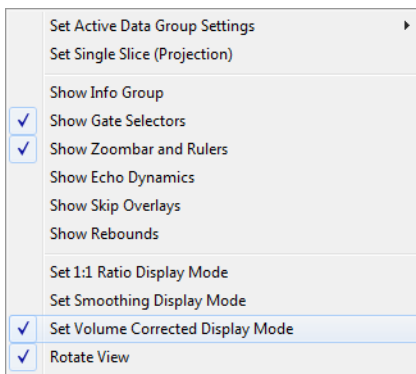 Set Active Data Group Settings
Set Single Slice (Projection)
Show Info Group
Show Gate Selectors
Show Zoombar and Rulers
Show Echo Dynamics
Show Skip Overlays
Show Rebounds
Set 1:1 Ratio Display Mode
Set Smoothing Display Mode
Set Volume Corrected Display Mode
Rotate View